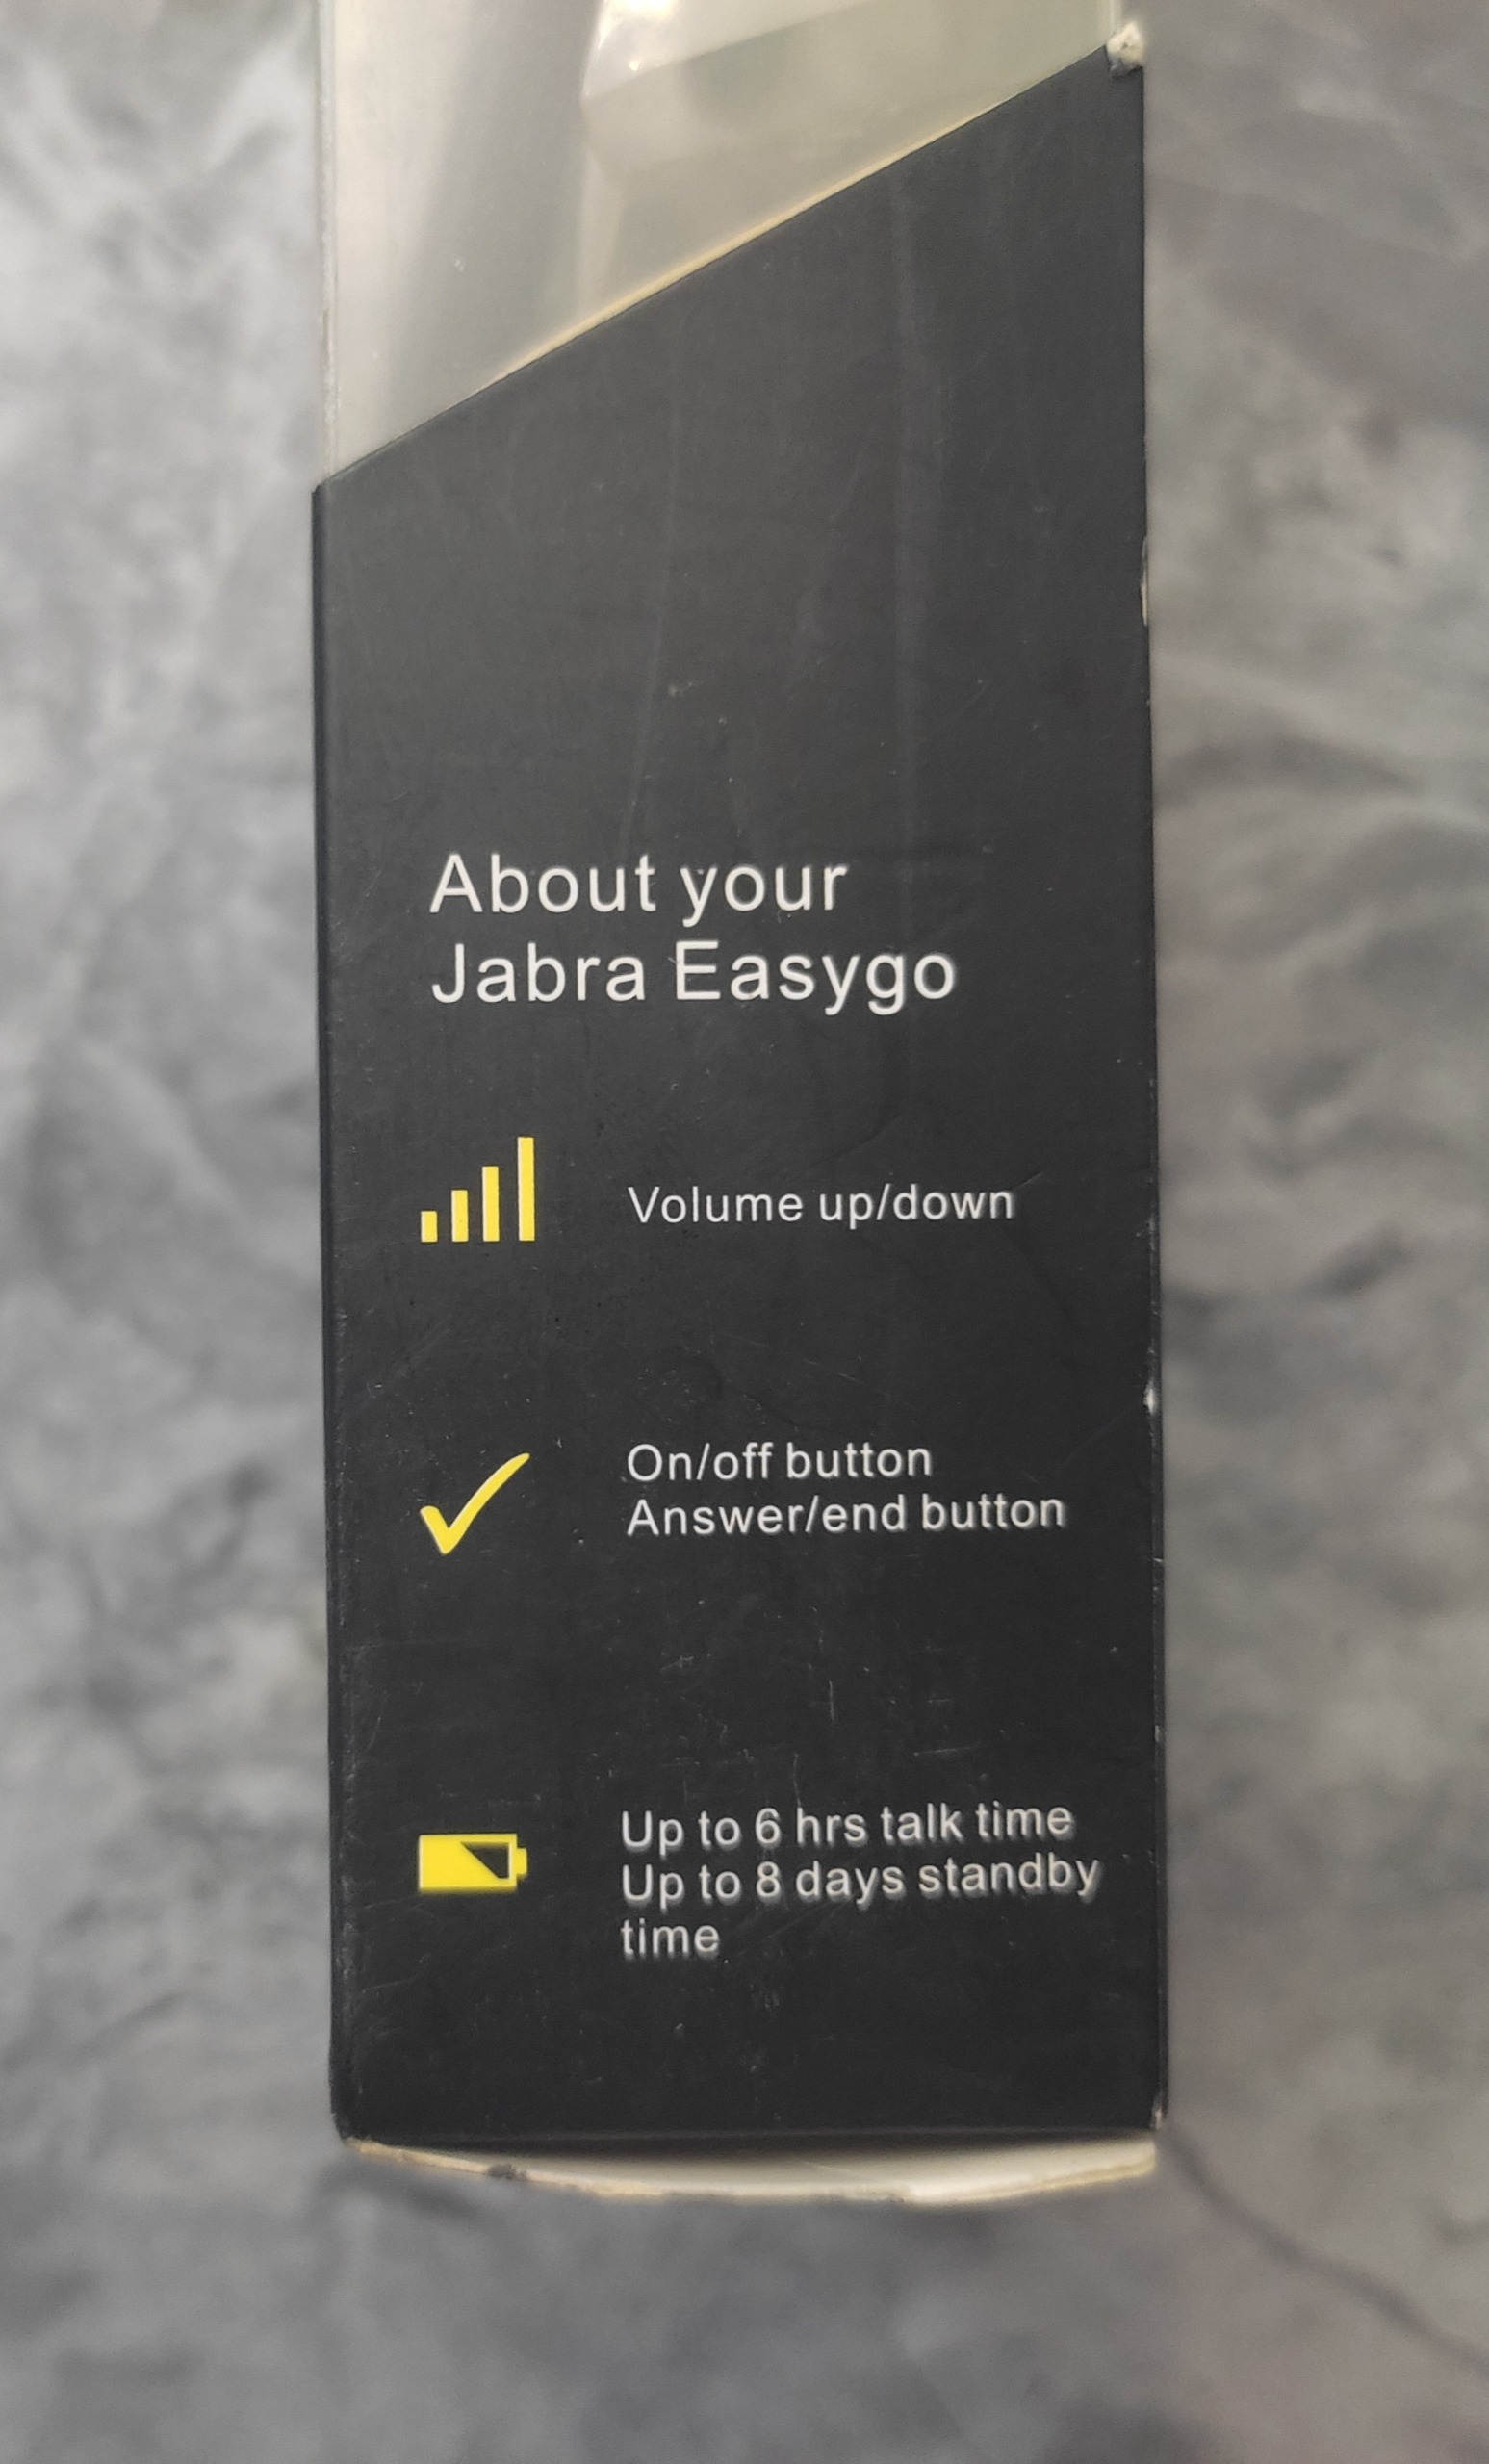 About your
Jabra Easygo
Volume up/down
On/off button
Answer/end button
Up to 6 hrs talk time
Up to 8 days standby
time